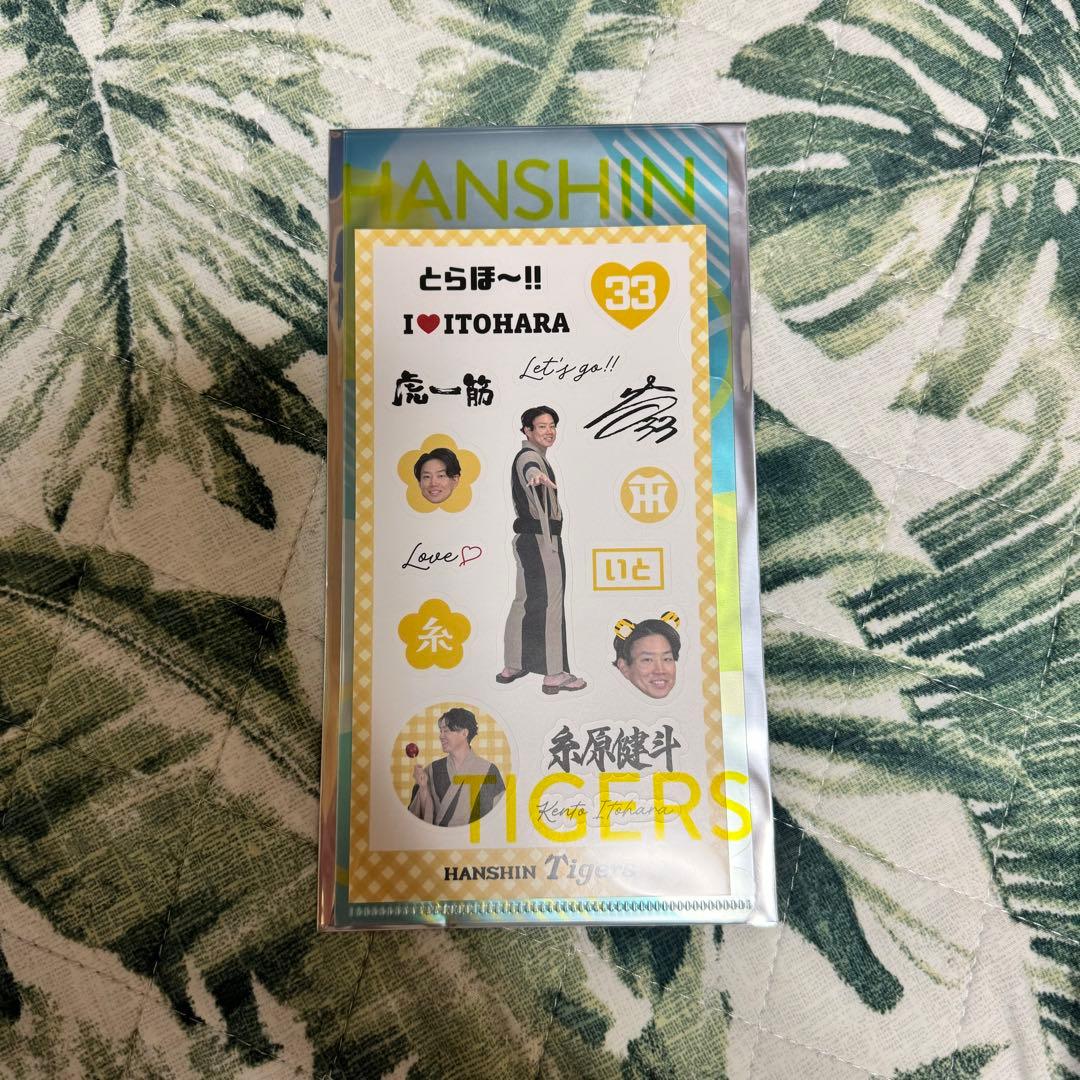 HANSHIN
とらほ〜!!
33
I❤ITOHARA
Let's go!!
虎一筋
33
Love♡
いと
糸
糸原健斗
TIGERS
Kento Itohara
HANSHIN Tigers